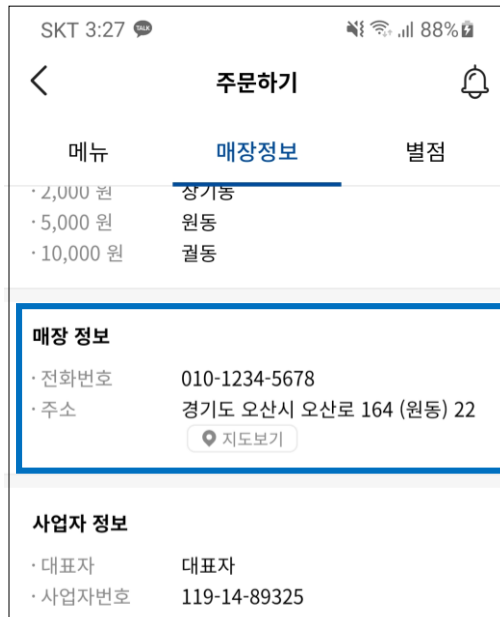 SKT 3:27 TALK 88%
주문하기
메뉴 매장정보 별점
· 2,000 원 장기동
· 5,000 원 원동
· 10,000 원 궐동
매장 정보
· 전화번호 010-1234-5678
· 주소 경기도 오산시 오산로 164 (원동) 22
지도보기
사업자 정보
· 대표자 대표자
· 사업자번호 119-14-89325